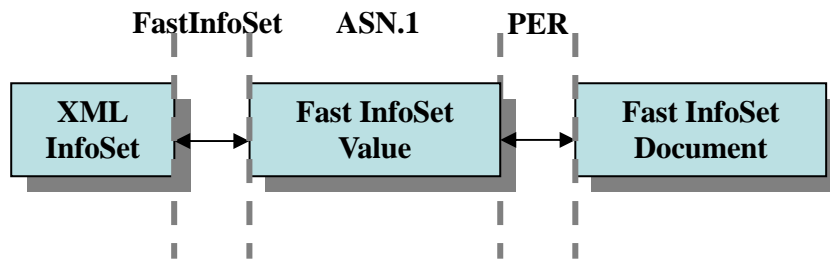 FastInfoSet ASN.1 PER
XML InfoSet
Fast InfoSet Value
Fast InfoSet Document